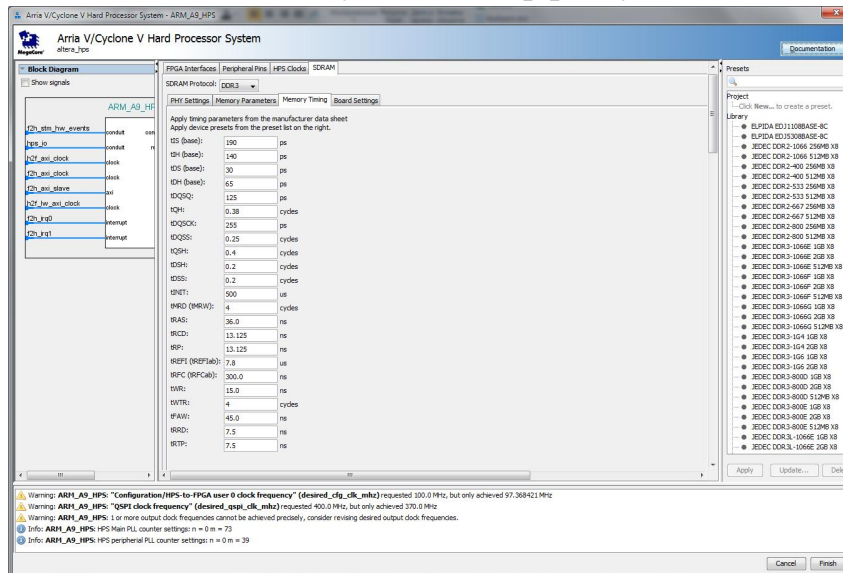 Arria V/Cyclone V Hard Processor System - ARM_A9_HPS
Arria V/Cyclone V Hard Processor System
altera_hps
MegaCore
Documentation
Block Diagram
Show signals
ARM_A9_HP
f2h_stm_hw_events
conduit
con
hps_io
conduit
re
h2f_axi_clock
clock
f2h_axi_clock
clock
f2h_axi_slave
axi
h2f_lw_axi_clock
clock
f2h_irq0
interrupt
f2h_irq1
interrupt
FPGA Interfaces Peripheral Pins HPS Clocks SDRAM
SDRAM Protocol: DDR3
PHY Settings Memory Parameters Memory Timing Board Settings
Apply timing parameters from the manufacturer data sheet
Apply device presets from the preset list on the right.
tIS (base): 190 ps
tIH (base): 140 ps
tDS (base): 30 ps
tDH (base): 65 ps
tDQSQ: 125 ps
tQH: 0.38 cycles
tDQSCK: 255 ps
tDQSS: 0.25 cycles
tQSH: 0.4 cycles
tDSH: 0.2 cycles
tDSS: 0.2 cycles
tINIT: 500 us
tMRD (tMRW): 4 cycles
tRAS: 36.0 ns
tRCD: 13.125 ns
tRP: 13.125 ns
tREFI (tREFIab): 7.8 us
tRFC (tRFCab): 300.0 ns
tWR: 15.0 ns
tWTR: 4 cycles
tFAW: 45.0 ns
tRRD: 7.5 ns
tRTP: 7.5 ns
Presets
Project
Click New... to create a preset.
Library
ELPIDA EDJ1108BASE-8C
ELPIDA EDJ5308BASE-8C
JEDEC DDR2-1066 256MB X8
JEDEC DDR2-1066 512MB X8
JEDEC DDR2-400 256MB X8
JEDEC DDR2-400 512MB X8
JEDEC DDR2-533 256MB X8
JEDEC DDR2-533 512MB X8
JEDEC DDR2-667 256MB X8
JEDEC DDR2-667 512MB X8
JEDEC DDR2-800 256MB X8
JEDEC DDR2-800 512MB X8
JEDEC DDR3-1066E 1GB X8
JEDEC DDR3-1066E 2GB X8
JEDEC DDR3-1066E 512MB X8
JEDEC DDR3-1066F 1GB X8
JEDEC DDR3-1066F 2GB X8
JEDEC DDR3-1066F 512MB X8
JEDEC DDR3-1066G 1GB X8
JEDEC DDR3-1066G 2GB X8
JEDEC DDR3-1066G 512MB X8
JEDEC DDR3-1G4 1GB X8
JEDEC DDR3-1G4 2GB X8
JEDEC DDR3-1G6 1GB X8
JEDEC DDR3-1G6 2GB X8
JEDEC DDR3-800D 1GB X8
JEDEC DDR3-800D 2GB X8
JEDEC DDR3-800D 512MB X8
JEDEC DDR3-800E 1GB X8
JEDEC DDR3-800E 2GB X8
JEDEC DDR3-800E 512MB X8
JEDEC DDR3L-1066E 1GB X8
JEDEC DDR3L-1066E 2GB X8
Apply Update... Dele
Warning: ARM_A9_HPS: "Configuration/HPS-to-FPGA user 0 clock frequency" (desired_cfg_clk_mhz) requested 100.0 MHz, but only achieved 97.368421 MHz
Warning: ARM_A9_HPS: "QSPI clock frequency" (desired_qspi_clk_mhz) requested 400.0 MHz, but only achieved 370.0 MHz
Warning: ARM_A9_HPS: 1 or more output clock frequencies cannot be achieved precisely, consider revising desired output clock frequencies.
Info: ARM_A9_HPS: HPS Main PLL counter settings: n = 0 m = 73
Info: ARM_A9_HPS: HPS peripherial PLL counter settings: n = 0 m = 39
Cancel Finish